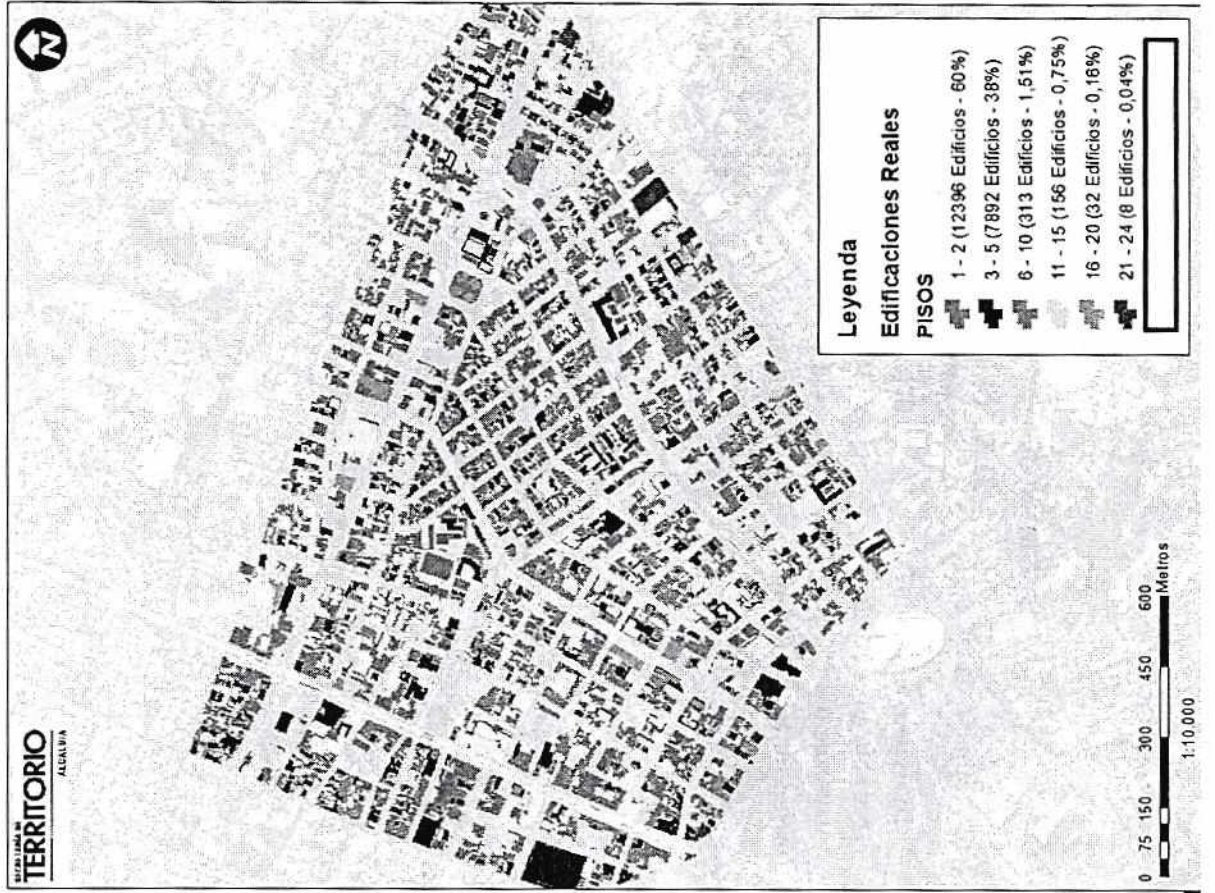 SECRETARÍA DE
TERRITORIO
ALCALDÍA
N
Leyenda
Edificaciones Reales
PISOS
1 - 2 (12396 Edificios - 60%)
3 - 5 (7892 Edificios - 38%)
6 - 10 (313 Edificios - 1,51%)
11 - 15 (156 Edificios - 0,75%)
16 - 20 (32 Edificios - 0,16%)
21 - 24 (8 Edificios - 0,04%)
0 75 150 300 450 600
Metros
1:10.000